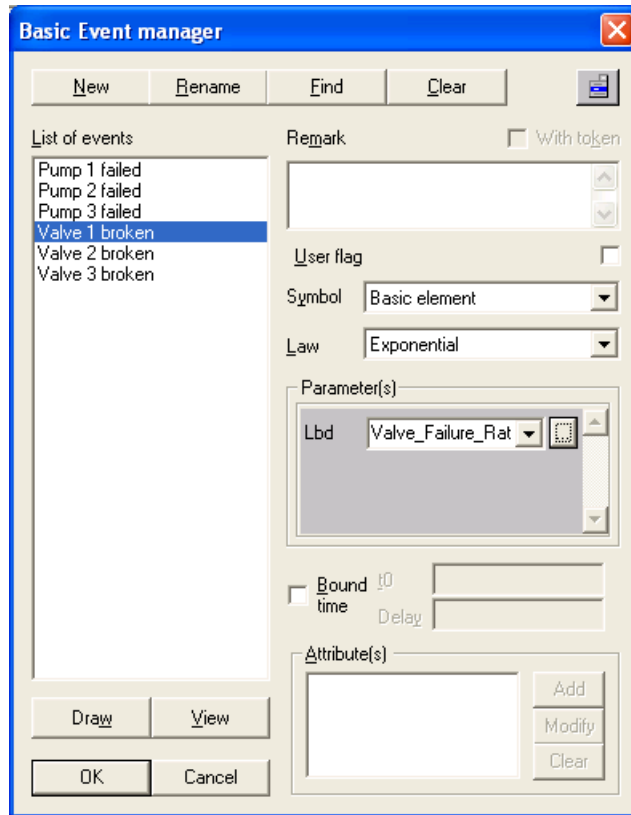 Basic Event manager
New Rename Find Clear
List of events
Pump 1 failed
Pump 2 failed
Pump 3 failed
Valve 1 broken
Valve 2 broken
Valve 3 broken
Draw View
OK Cancel
Remark With token
User flag
Symbol Basic element
Law Exponential
Parameter(s)
Lbd Valve_Failure_Rat
Bound time t0
Delay
Attribute(s)
Add
Modify
Clear